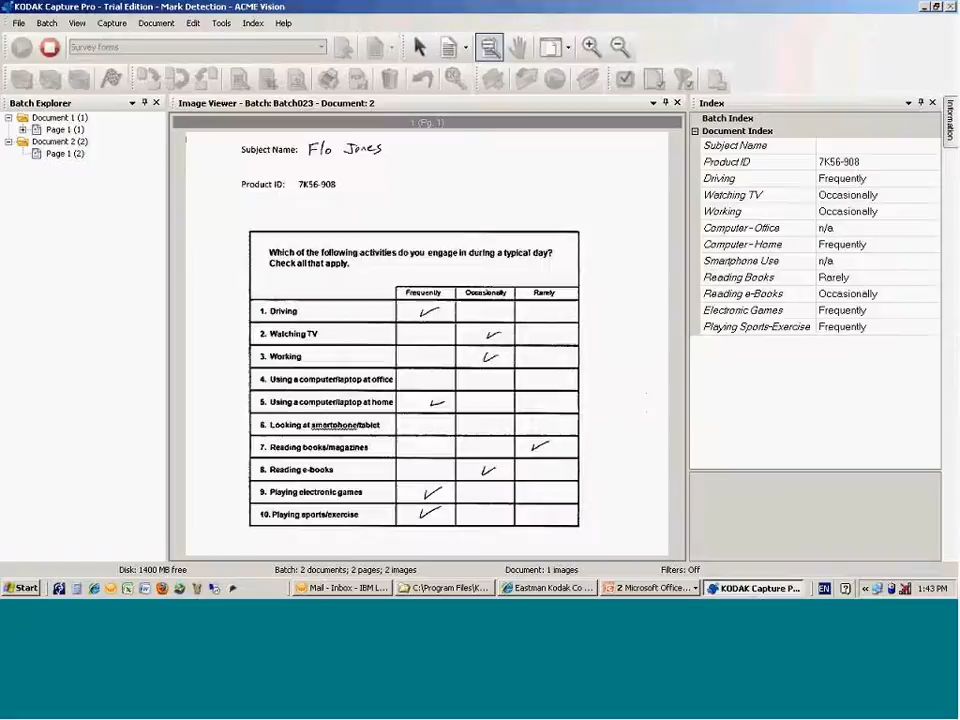 KODAK Capture Pro - Trial Edition - Mark Detection - ACME Vision
File Batch View Capture Document Edit Tools Index Help
Survey forms
Batch Explorer
Document 1 (1)
Page 1 (1)
Document 2 (2)
Page 1 (2)
Image Viewer - Batch: Batch023 - Document: 2
1 (Pg. 1)
Subject Name: Flo Jones
Product ID: 7K56-908
Which of the following activities do you engage in during a typical day?
Check all that apply.
Frequently Occasionally Rarely
1. Driving
2. Watching TV
3. Working
4. Using a computer/laptop at office
5. Using a computer/laptop at home
6. Looking at smartphone/tablet
7. Reading books/magazines
8. Reading e-books
9. Playing electronic games
10. Playing sports/exercise
Index
Batch Index
Document Index
Subject Name
Product ID 7K56-908
Driving Frequently
Watching TV Occasionally
Working Occasionally
Computer-Office n/a
Computer-Home Frequently
Smartphone Use n/a
Reading Books Rarely
Reading e-Books Occasionally
Electronic Games Frequently
Playing Sports-Exercise Frequently
Information
Disk: 1400 MB free Batch: 2 documents; 2 pages; 2 images Document: 1 images Filters: Off
Start Mail - Inbox - IBM L... C:\Program Files\K... Eastman Kodak Co ... 2 Microsoft Office... KODAK Capture P... EN « 1:43 PM